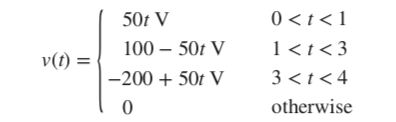 50t V 0 < t < 1
100 – 50t V 1 < t < 3
v(t) =
–200 + 50t V 3 < t < 4
0 otherwise